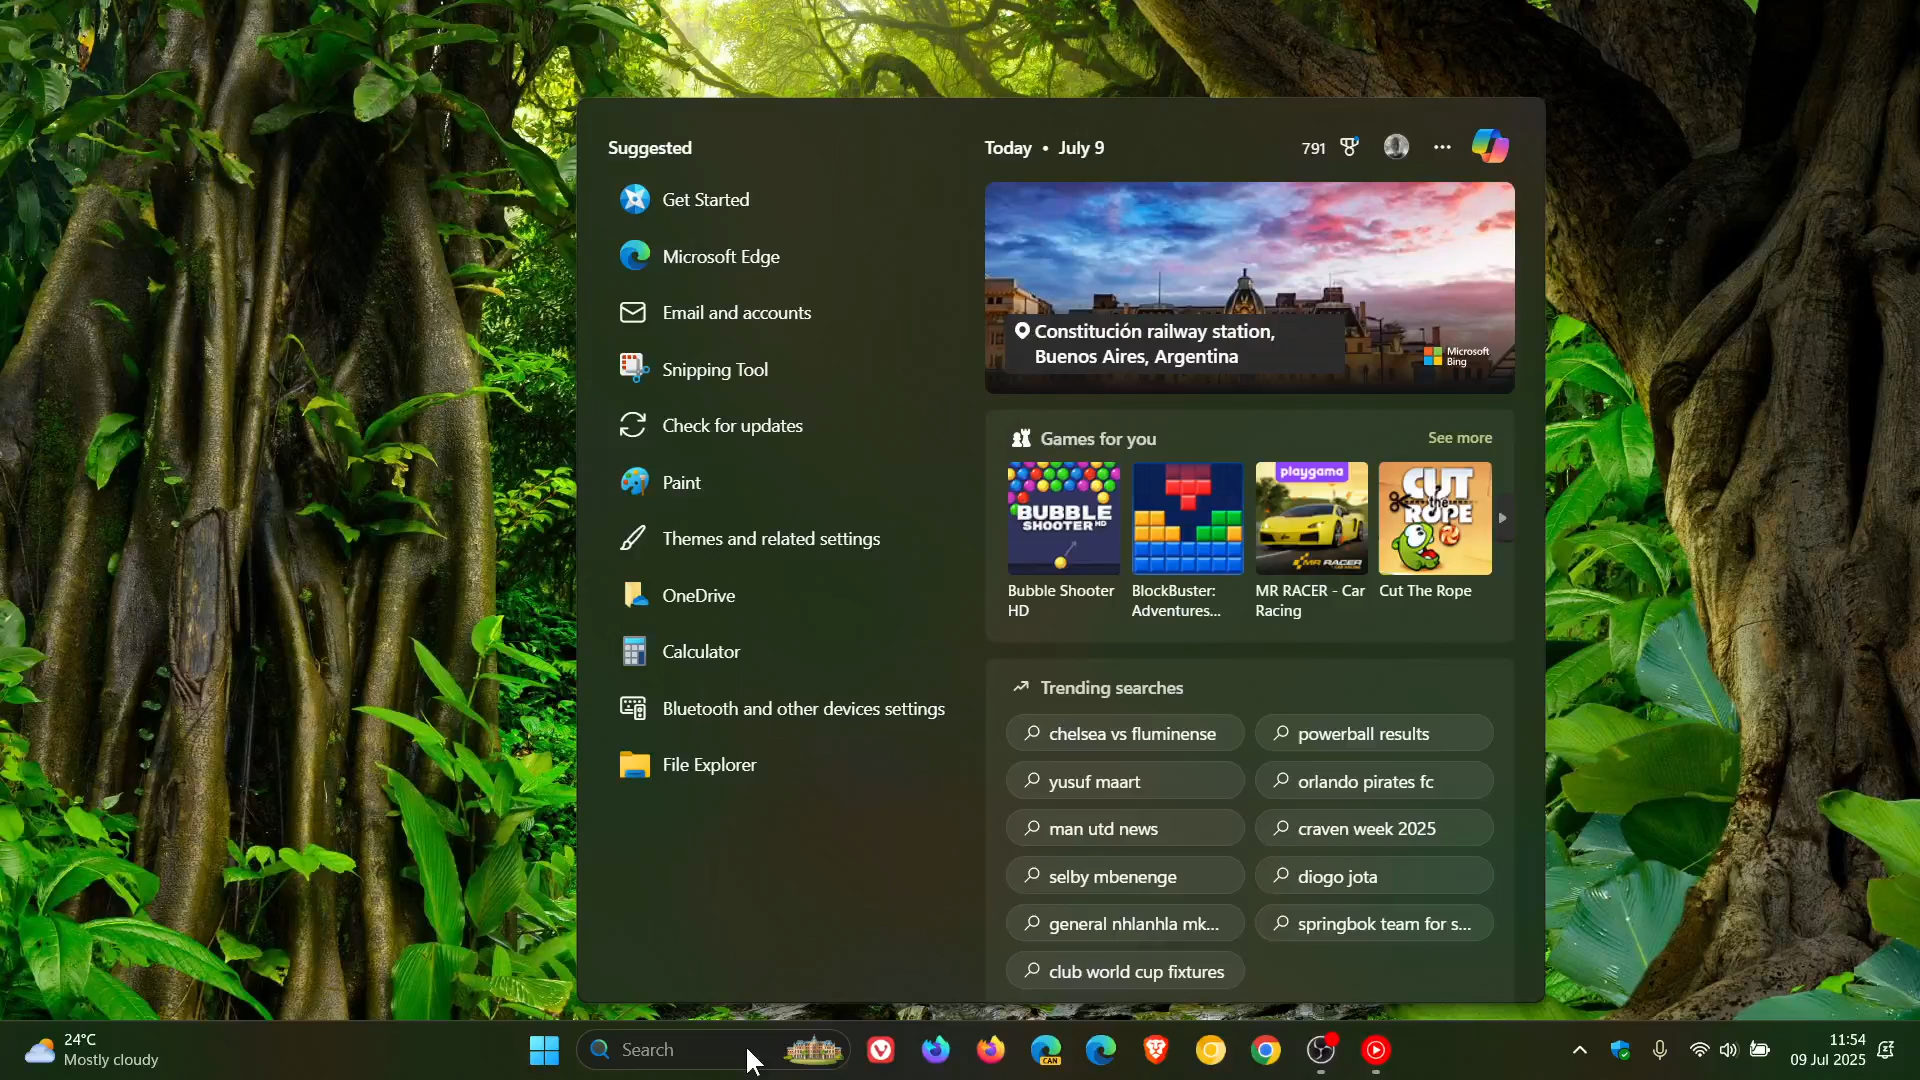 Suggested
Get Started
Microsoft Edge
Email and accounts
Snipping Tool
Check for updates
Paint
Themes and related settings
OneDrive
Calculator
Bluetooth and other devices settings
File Explorer
Today • July 9
791
Constitución railway station,
Buenos Aires, Argentina
Microsoft
Bing
Games for you
See more
BUBBLE
SHOOTER HD
playgama
MR RACER
CAR RACING
CUT
the
ROPE
Bubble Shooter
HD
BlockBuster:
Adventures...
MR RACER - Car
Racing
Cut The Rope
Trending searches
chelsea vs fluminense
powerball results
yusuf maart
orlando pirates fc
man utd news
craven week 2025
selby mbenenge
diogo jota
general nhlanhla mk...
springbok team for s...
club world cup fixtures
24°C
Mostly cloudy
Search
CAN
11:54
09 Jul 2025